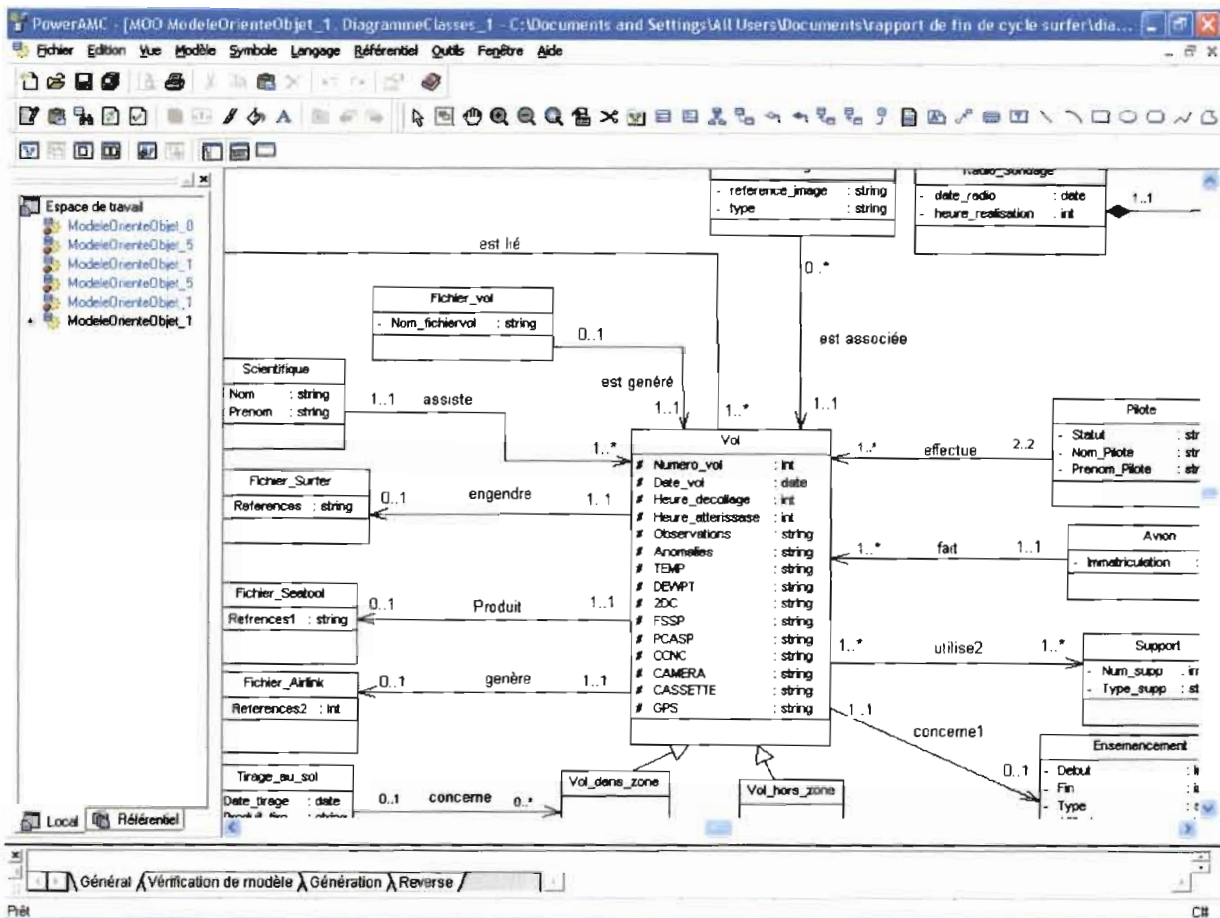 PowerAMC - [MOO ModeleOrienteObjet_1, DiagrammeClasses_1 - C:\Documents and Settings\All Users\Documents\rapport de fin de cycle surfer\dia...
Fichier Edition Vue Modèle Symbole Langage Référentiel Outils Fenêtre Aide
Espace de travail
ModeleOrienteObjet_0
ModeleOrienteObjet_5
ModeleOrienteObjet_1
ModeleOrienteObjet_5
ModeleOrienteObjet_1
ModeleOrienteObjet_1
Local Référentiel
- reference_image : string
- type : string
Radio_Sondage
- date_radio : date
- heure_realisation : int
1..1
est lié
0..*
Fichier_vol
- Nom_fichiervol : string
0..1
est associée
est genéré
1..1
1..*
1..1
Scientifique
Nom : string
Prenom : string
1..1 assiste
1..*
Vol
# Numero_vol : int
# Date_vol : date
# Heure_decollage : int
# Heure_atterissase : int
# Observations : string
# Anomalies : string
# TEMP : string
# DEWPT : string
# 2DC : string
# FSSP : string
# PCASP : string
# CCNC : string
# CAMERA : string
# CASSETTE : string
# GPS : string
Pilote
- Statut : str
- Nom_Pilote : str
- Prenom_Pilote : str
1..* effectue 2..2
Fichier_Surfer
References : string
0..1 engendre 1..1
Avion
- Immatriculation :
1..* fait 1..1
Fichier_Seatool
Refrences1 : string
0..1 Produit 1..1
Support
- Num_supp : in
- Type_supp : st
1..* utilise2 1..*
Fichier_Airlink
References2 : int
0..1 genère 1..1
1..1
concerne1
0..1
Ensemencement
- Debut
- Fin
- Type
Tirage_au_sol
Date_tirage : date
0..1 concerne 0..*
Vol_dans_zone
Vol_hors_zone
Général Vérification de modèle Génération Reverse
Prêt
C#